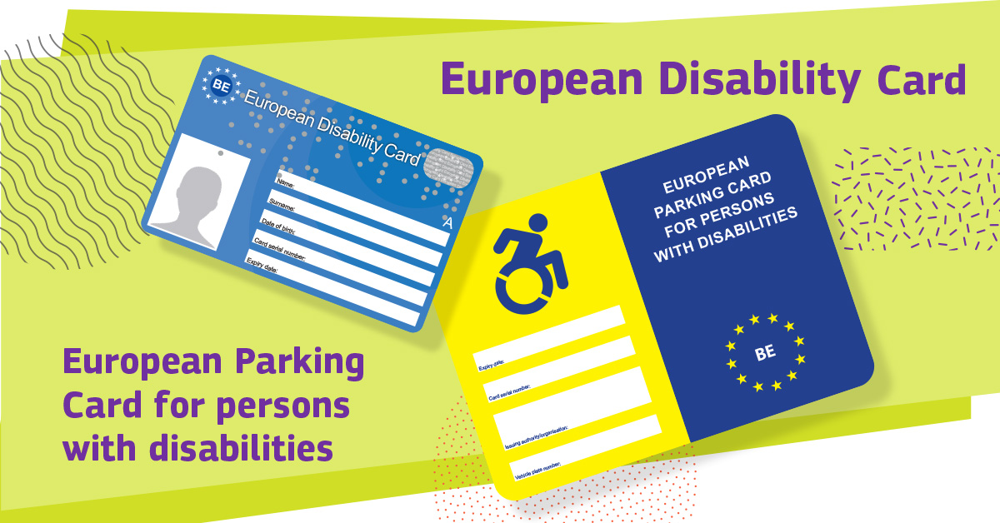 European Disability Card
BE
European Disability Card
A
Name:
Surname:
Date of birth:
Card serial number:
Expiry date:
EUROPEAN
PARKING CARD
FOR PERSONS
WITH DISABILITIES
BE
Expiry date:
Card serial number:
Issuing authority/organisation:
Vehicle plate number:
European Parking
Card for persons
with disabilities